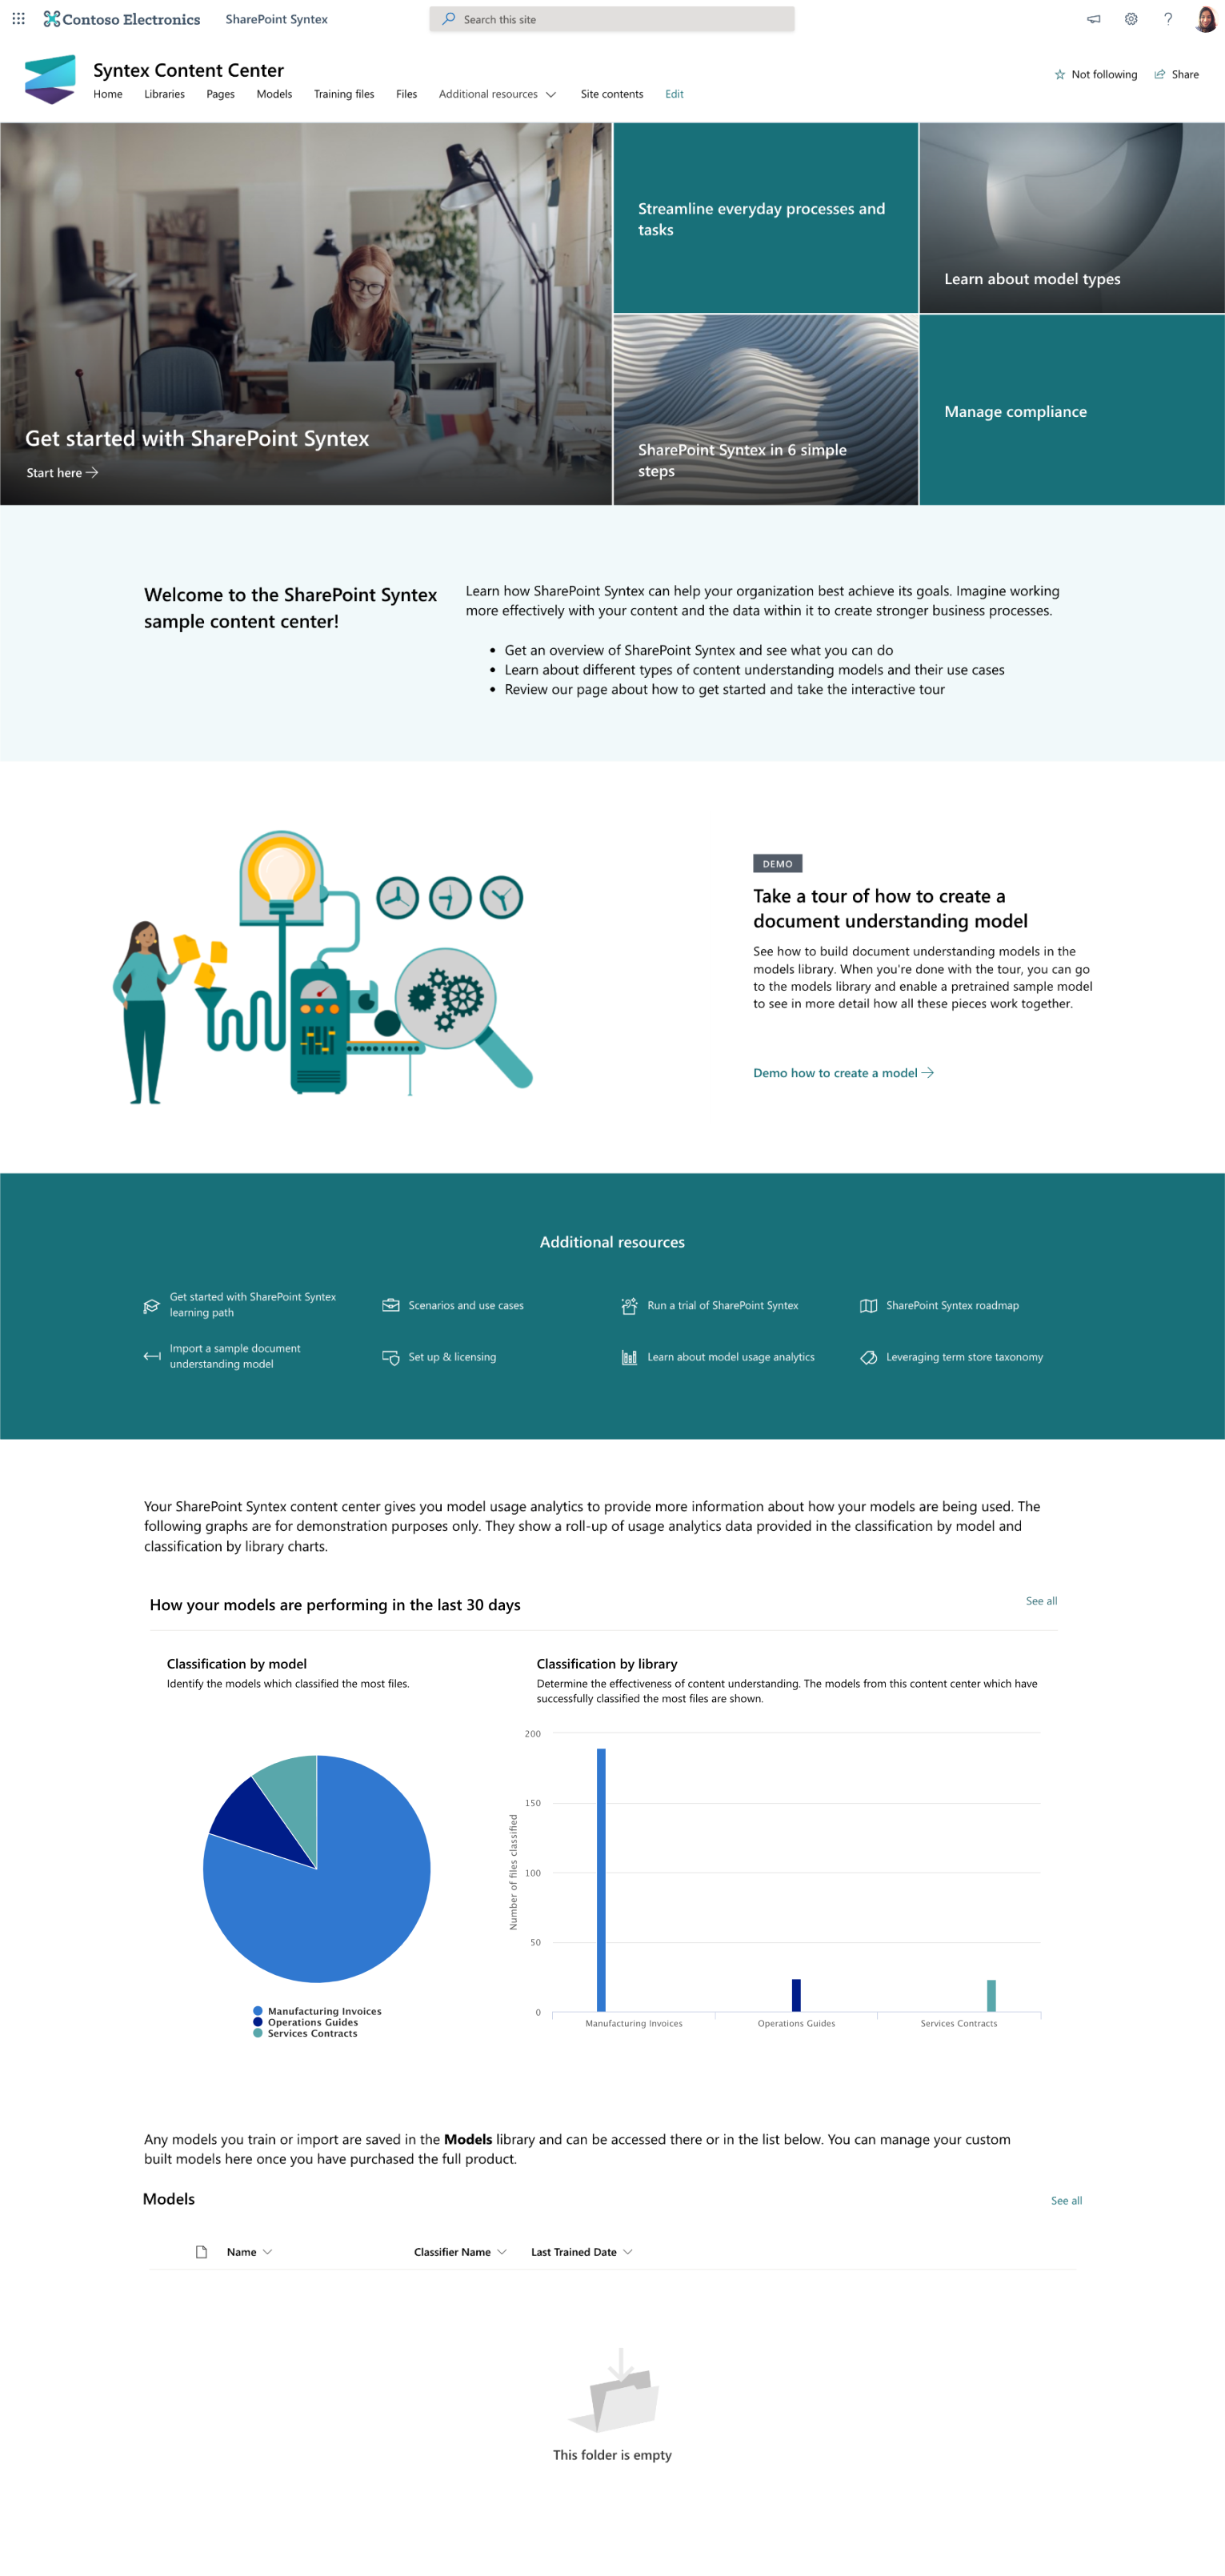 Contoso Electronics
SharePoint Syntex
Search this site
Syntex Content Center
Not following
Share
Home
Libraries
Pages
Models
Training files
Files
Additional resources
Site contents
Edit
Get started with SharePoint Syntex
Start here
Streamline everyday processes and
tasks
Learn about model types
SharePoint Syntex in 6 simple
steps
Manage compliance
Welcome to the SharePoint Syntex
sample content center!
Learn how SharePoint Syntex can help your organization best achieve its goals. Imagine working
more effectively with your content and the data within it to create stronger business processes.
• Get an overview of SharePoint Syntex and see what you can do
• Learn about different types of content understanding models and their use cases
• Review our page about how to get started and take the interactive tour
DEMO
Take a tour of how to create a
document understanding model
See how to build document understanding models in the
models library. When you're done with the tour, you can go
to the models library and enable a pretrained sample model
to see in more detail how all these pieces work together.
Demo how to create a model
Additional resources
Get started with SharePoint Syntex
learning path
Scenarios and use cases
Run a trial of SharePoint Syntex
SharePoint Syntex roadmap
Import a sample document
understanding model
Set up & licensing
Learn about model usage analytics
Leveraging term store taxonomy
Your SharePoint Syntex content center gives you model usage analytics to provide more information about how your models are being used. The
following graphs are for demonstration purposes only. They show a roll-up of usage analytics data provided in the classification by model and
classification by library charts.
How your models are performing in the last 30 days
See all
Classification by model
Identify the models which classified the most files.
Manufacturing Invoices
Operations Guides
Services Contracts
Classification by library
Determine the effectiveness of content understanding. The models from this content center which have
successfully classified the most files are shown.
Number of files classified
200
150
100
50
0
Manufacturing Invoices
Operations Guides
Services Contracts
Any models you train or import are saved in the Models library and can be accessed there or in the list below. You can manage your custom
built models here once you have purchased the full product.
Models
See all
Name
Classifier Name
Last Trained Date
This folder is empty